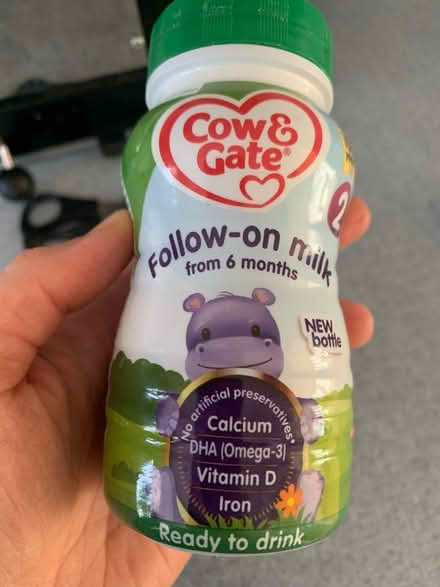 Cow&
Gate®
2
Follow-on milk
from 6 months
NEW
bottle
No artificial preservatives*
Calcium
DHA (Omega-3)
Vitamin D
Iron
Ready to drink